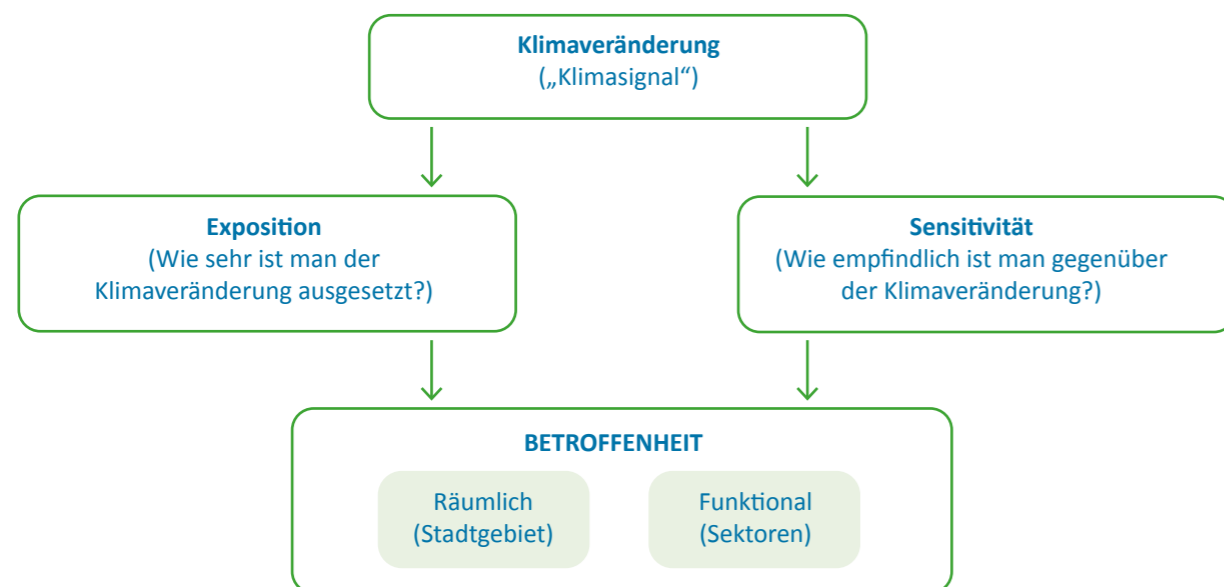 Klimaveränderung
(„Klimasignal“)
Exposition
(Wie sehr ist man der
Klimaveränderung ausgesetzt?)
Sensitivität
(Wie empfindlich ist man gegenüber
der Klimaveränderung?)
BETROFFENHEIT
Räumlich
(Stadtgebiet)
Funktional
(Sektoren)